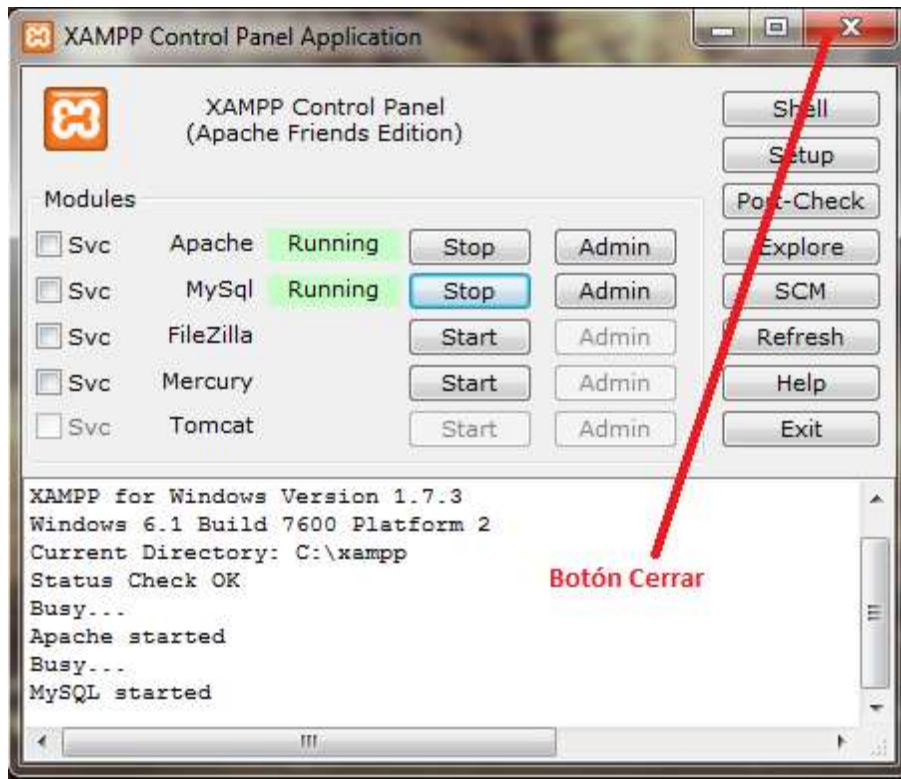 XAMPP Control Panel Application
XAMPP Control Panel
(Apache Friends Edition)
Shell
Setup
Port-Check
Explore
SCM
Refresh
Help
Exit
Modules
Svc Apache Running Stop Admin
Svc MySql Running Stop Admin
Svc FileZilla Start Admin
Svc Mercury Start Admin
Svc Tomcat Start Admin
XAMPP for Windows Version 1.7.3
Windows 6.1 Build 7600 Platform 2
Current Directory: C:\xampp
Status Check OK
Busy...
Apache started
Busy...
MySQL started
Botón Cerrar